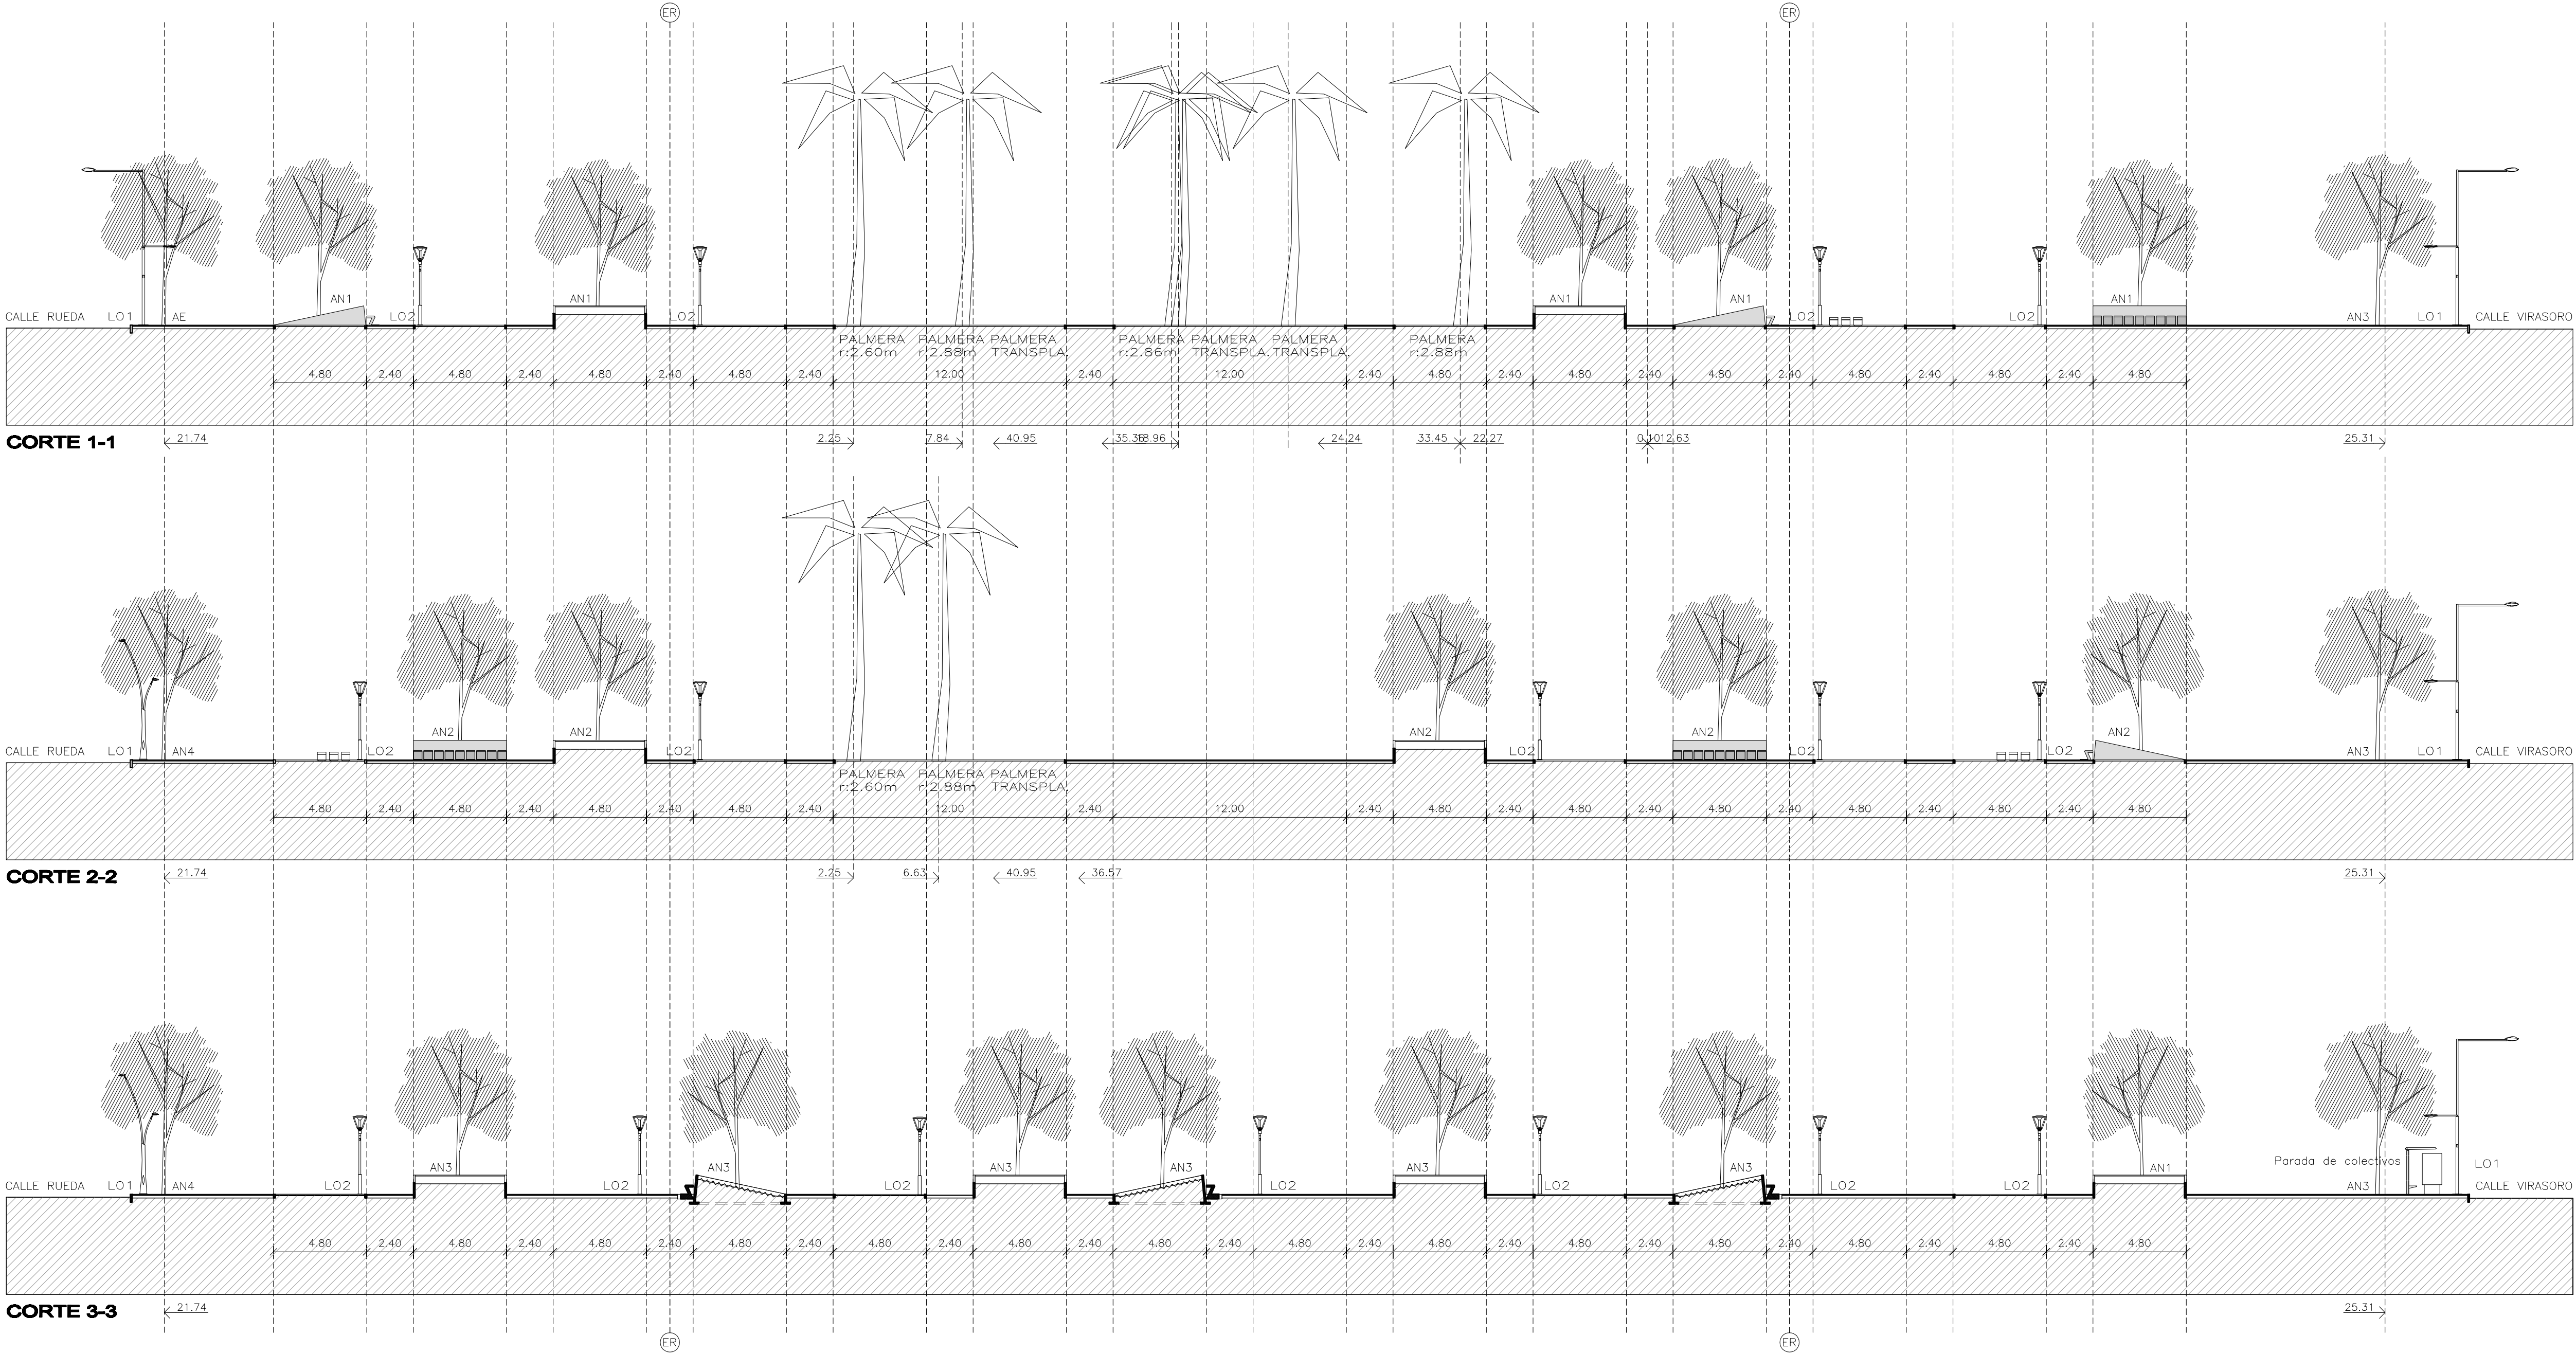 ER ER
AN1 AN1 AN1 AN1 AN1
CALLE RUEDA LO1 AE LO2 LO2 LO2 LO2 AN3 LO1 CALLE VIRASORO
PALMERA PALMERA PALMERA PALMERA PALMERA PALMERA PALMERA
r:2.60m r:2.88m TRANSPLA. r:2.86m TRANSPLA. TRANSPLA. r:2.88m
4.80 2.40 4.80 2.40 4.80 2.40 4.80 2.40 12.00 2.40 12.00 2.40 4.80 2.40 4.80 2.40 4.80 2.40 4.80 2.40 4.80 2.40 4.80
CORTE 1-1 21.74 2.25 7.84 40.95 35.36 18.96 24.24 33.45 22.27 0.10 12.63 25.31
AN2 AN2 AN2 AN2 AN2
CALLE RUEDA LO1 AN4 LO2 LO2 LO2 LO2 LO2 AN3 LO1 CALLE VIRASORO
PALMERA PALMERA PALMERA
r:2.60m r:2.88m TRANSPLA.
4.80 2.40 4.80 2.40 4.80 2.40 4.80 2.40 12.00 2.40 12.00 2.40 4.80 2.40 4.80 2.40 4.80 2.40 4.80 2.40 4.80 2.40 4.80
CORTE 2-2 21.74 2.25 6.63 40.95 36.57 25.31
AN3 AN3 AN3 AN3 AN3 AN3 AN1 Parada de colectivos LO1
CALLE RUEDA LO1 AN4 LO2 LO2 LO2 LO2 LO2 LO2 LO2 AN3 CALLE VIRASORO
4.80 2.40 4.80 2.40 4.80 2.40 4.80 2.40 4.80 2.40 4.80 2.40 4.80 2.40 4.80 2.40 4.80 2.40 4.80 2.40 4.80 2.40 4.80 2.40 4.80 2.40 4.80
CORTE 3-3 21.74 25.31
ER ER